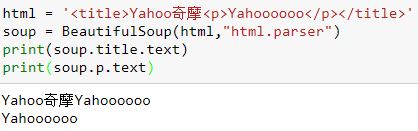 html = '<title>Yahoo奇摩<p>Yahoooooo</p></title>'
soup = BeautifulSoup(html,"html.parser")
print(soup.title.text)
print(soup.p.text)
Yahoo奇摩Yahoooooo
Yahoooooo